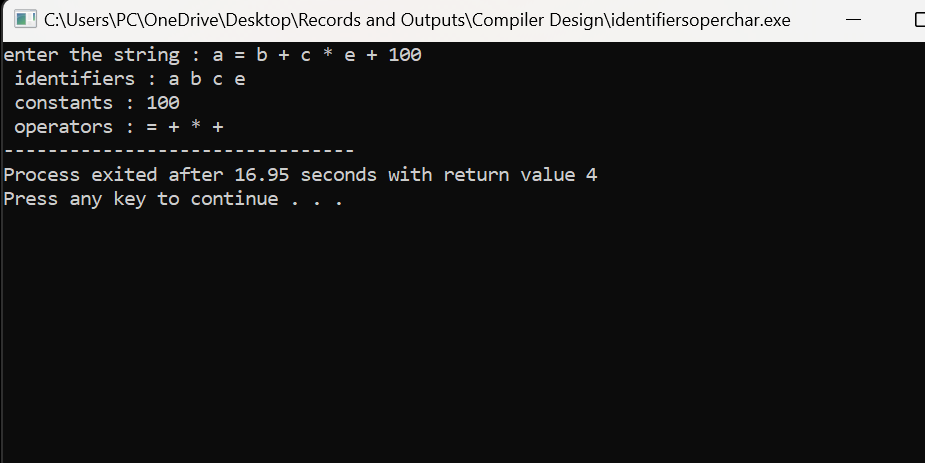 C:\Users\PC\OneDrive\Desktop\Records and Outputs\Compiler Design\identifiersoperchar.exe
enter the string : a = b + c * e + 100
 identifiers : a b c e
 constants : 100
 operators : = + * +
--------------------------------
Process exited after 16.95 seconds with return value 4
Press any key to continue . . .